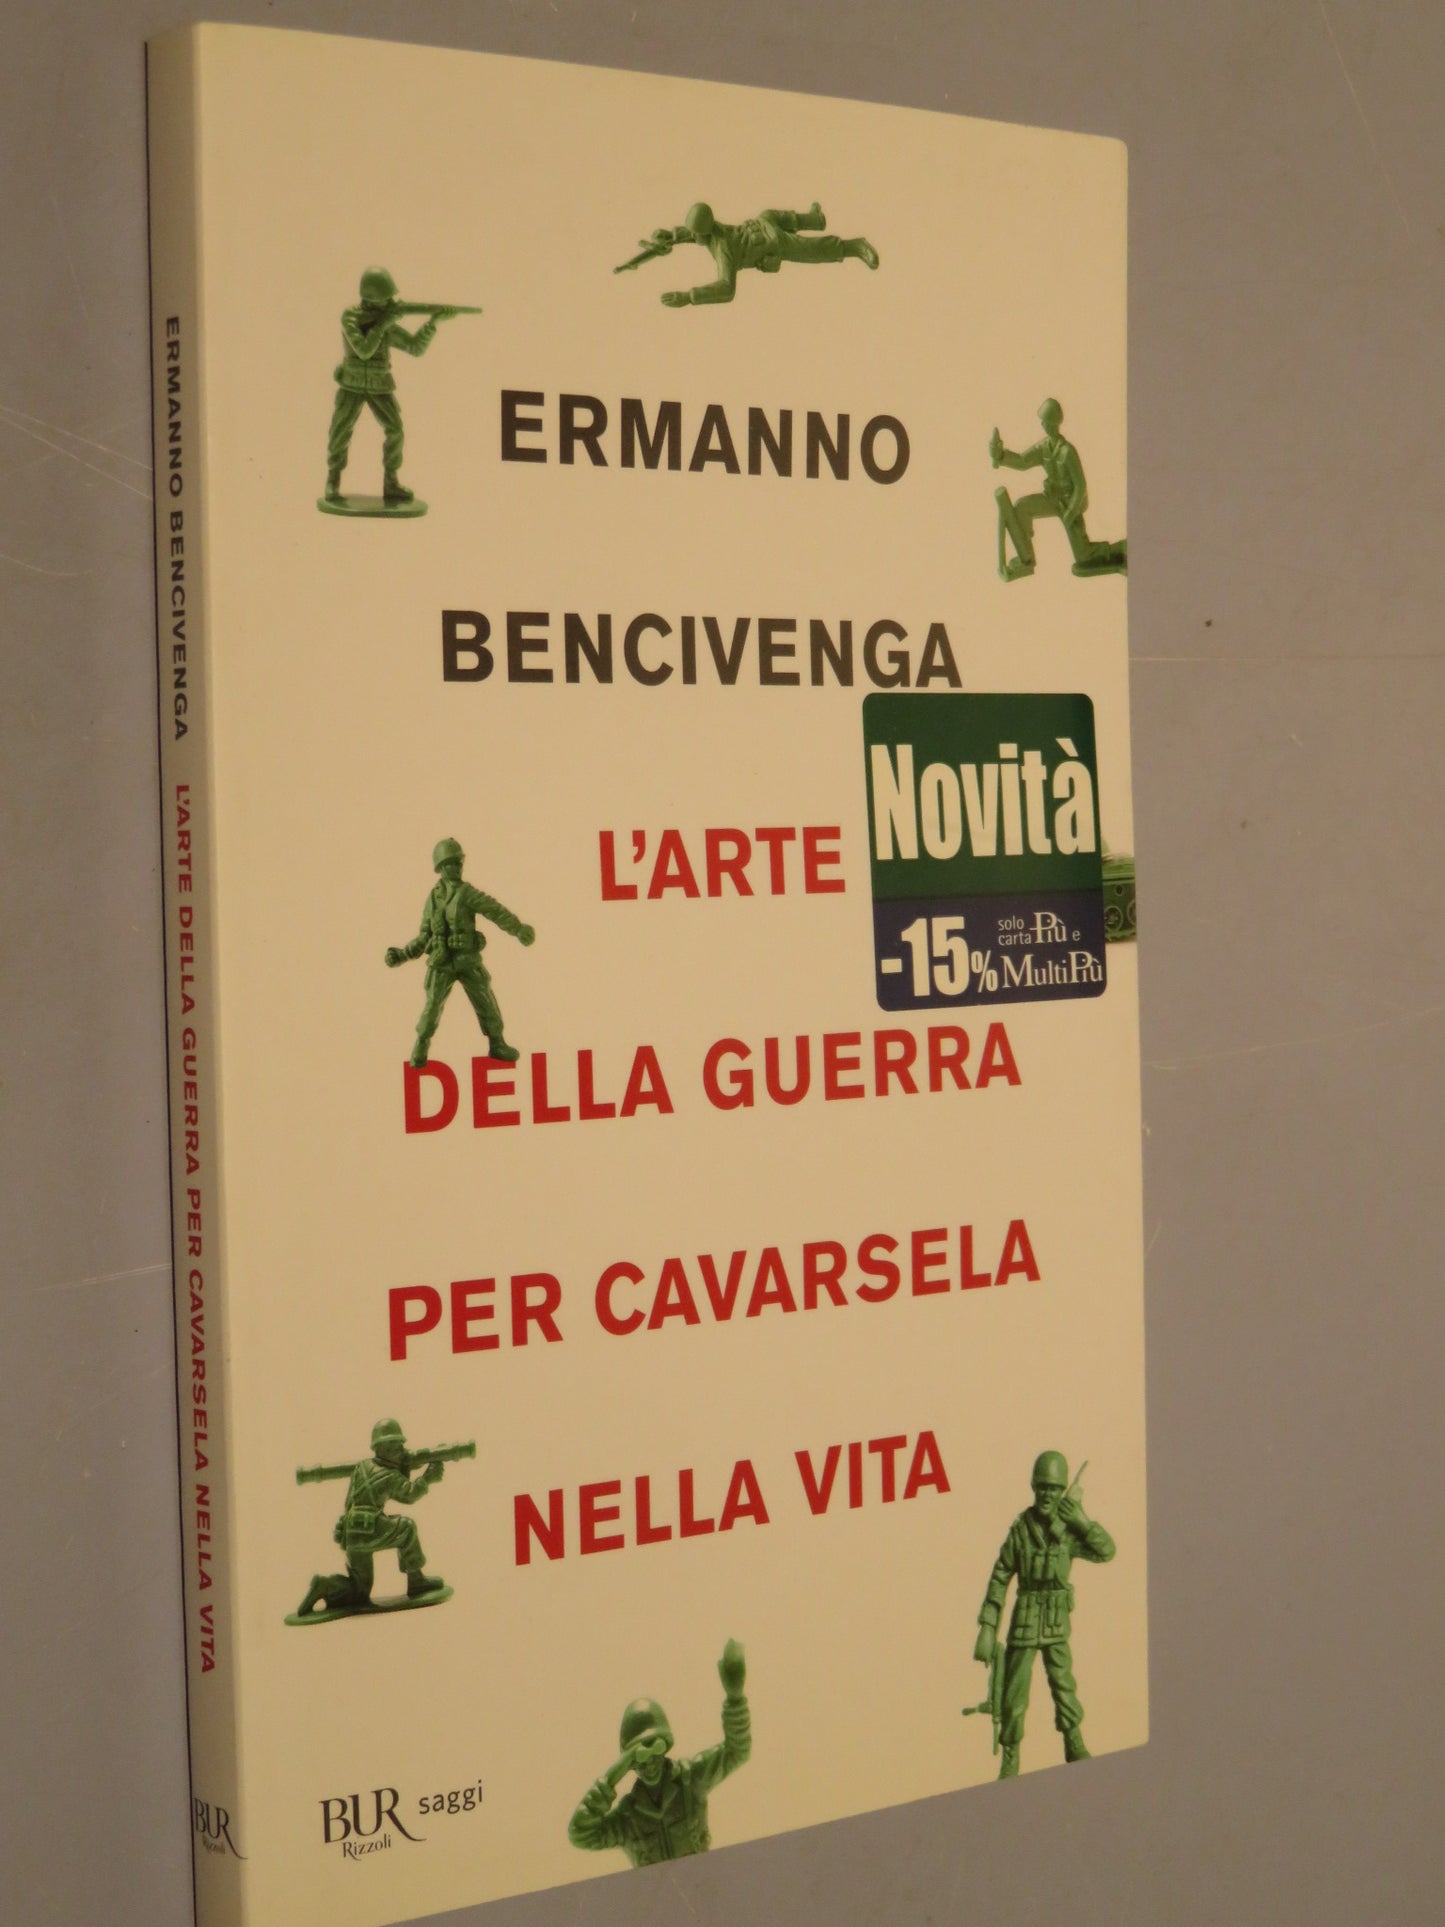 ERMANNO
BENCIVENGA
L'ARTE
DELLA GUERRA
PER CAVARSELA
NELLA VITA
Novità
-15% solo carta Più e MultiPiù
BUR saggi
Rizzoli
ERMANNO BENCIVENGA L'ARTE DELLA GUERRA PER CAVARSELA NELLA VITA
BUR
Rizzoli